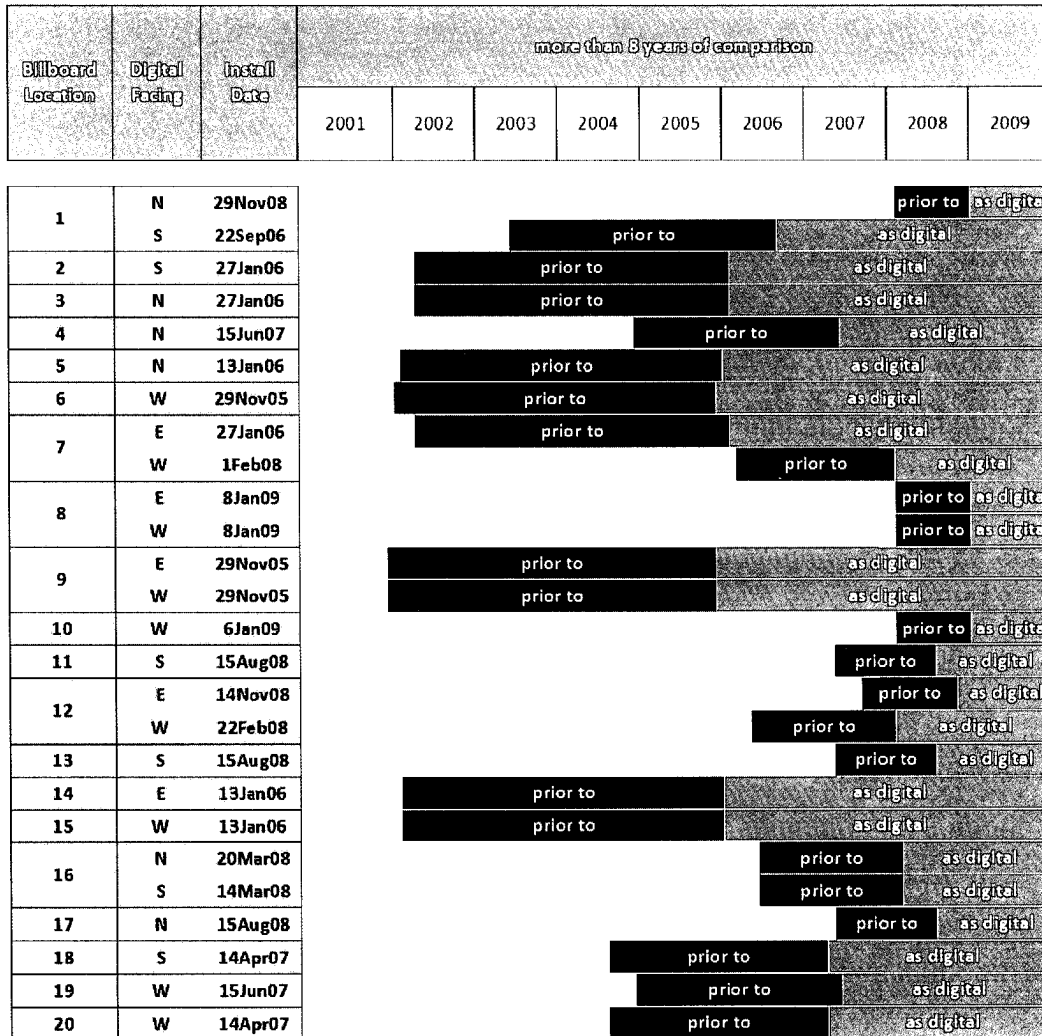 more than 8 years of comparison
Billboard Location Digital Facing Install Date
2001 2002 2003 2004 2005 2006 2007 2008 2009
1 N 29Nov08 prior to as digital
S 22Sep06 prior to as digital
2 S 27Jan06 prior to as digital
3 N 27Jan06 prior to as digital
4 N 15Jun07 prior to as digital
5 N 13Jan06 prior to as digital
6 W 29Nov05 prior to as digital
7 E 27Jan06 prior to as digital
W 1Feb08 prior to as digital
8 E 8Jan09 prior to as digital
W 8Jan09 prior to as digital
9 E 29Nov05 prior to as digital
W 29Nov05 prior to as digital
10 W 6Jan09 prior to as digital
11 S 15Aug08 prior to as digital
12 E 14Nov08 prior to as digital
W 22Feb08 prior to as digital
13 S 15Aug08 prior to as digital
14 E 13Jan06 prior to as digital
15 W 13Jan06 prior to as digital
16 N 20Mar08 prior to as digital
S 14Mar08 prior to as digital
17 N 15Aug08 prior to as digital
18 S 14Apr07 prior to as digital
19 W 15Jun07 prior to as digital
20 W 14Apr07 prior to as digital